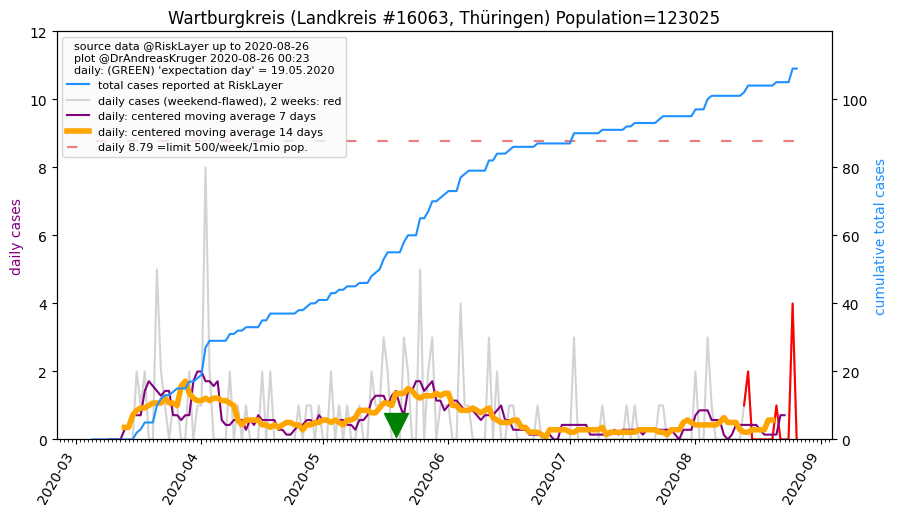 Wartburgkreis (Landkreis #16063, Thüringen) Population=123025
source data @RiskLayer up to 2020-08-26
plot @DrAndreasKruger 2020-08-26 00:23
daily: (GREEN) 'expectation day' = 19.05.2020
total cases reported at RiskLayer
daily cases (weekend-flawed), 2 weeks: red
daily: centered moving average 7 days
daily: centered moving average 14 days
daily 8.79 =limit 500/week/1mio pop.
daily cases
12
10
8
6
4
2
0
100
80
60
40
20
0
cumulative total cases
2020-03
2020-04
2020-05
2020-06
2020-07
2020-08
2020-09